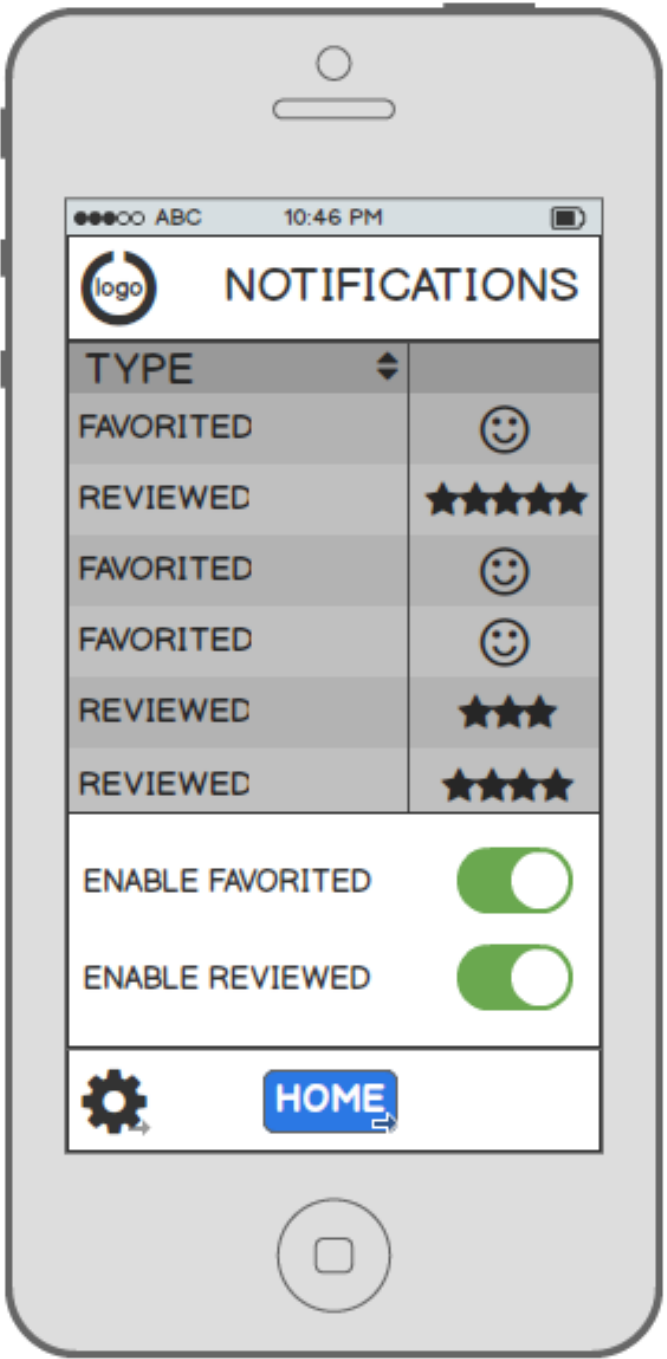 ABC 10:46 PM
logo NOTIFICATIONS
TYPE
FAVORITED
REVIEWED
FAVORITED
FAVORITED
REVIEWED
REVIEWED
ENABLE FAVORITED
ENABLE REVIEWED
HOME